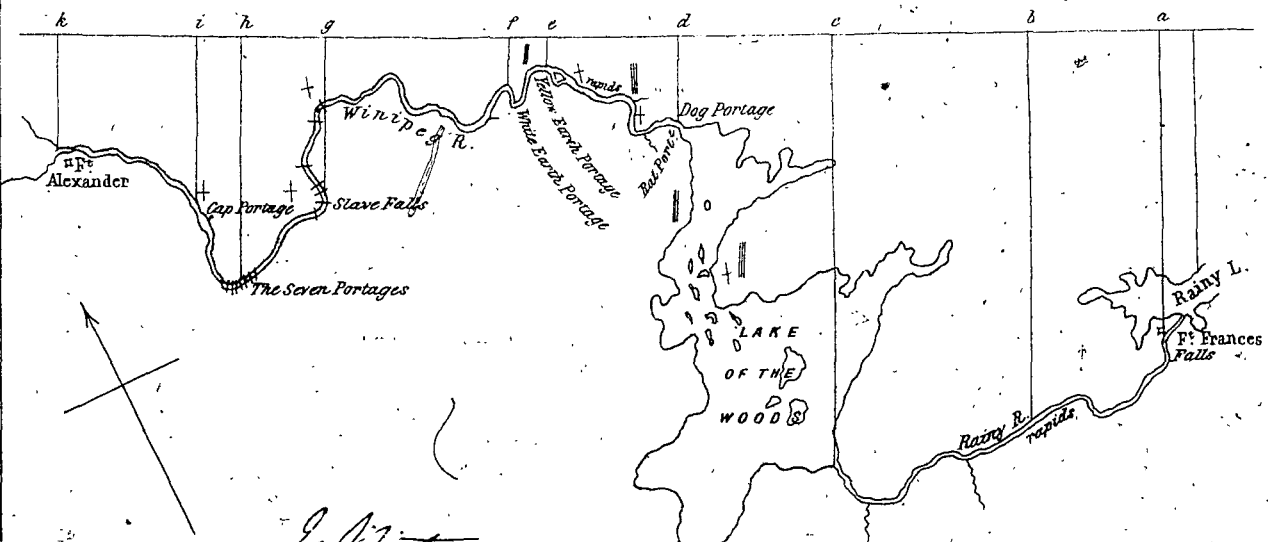 k i h g f e d c b a
rapids
Dog Portage
Winipeg R.
Yellow Earth Portage
White Earth Portage
Rat Port.
Ft.
Alexander
Cap Portage
Slave Falls
The Seven Portages
Rainy L.
LAKE
OF THE
WOODS
Ft. Frances
Falls
Rainy R.
rapids